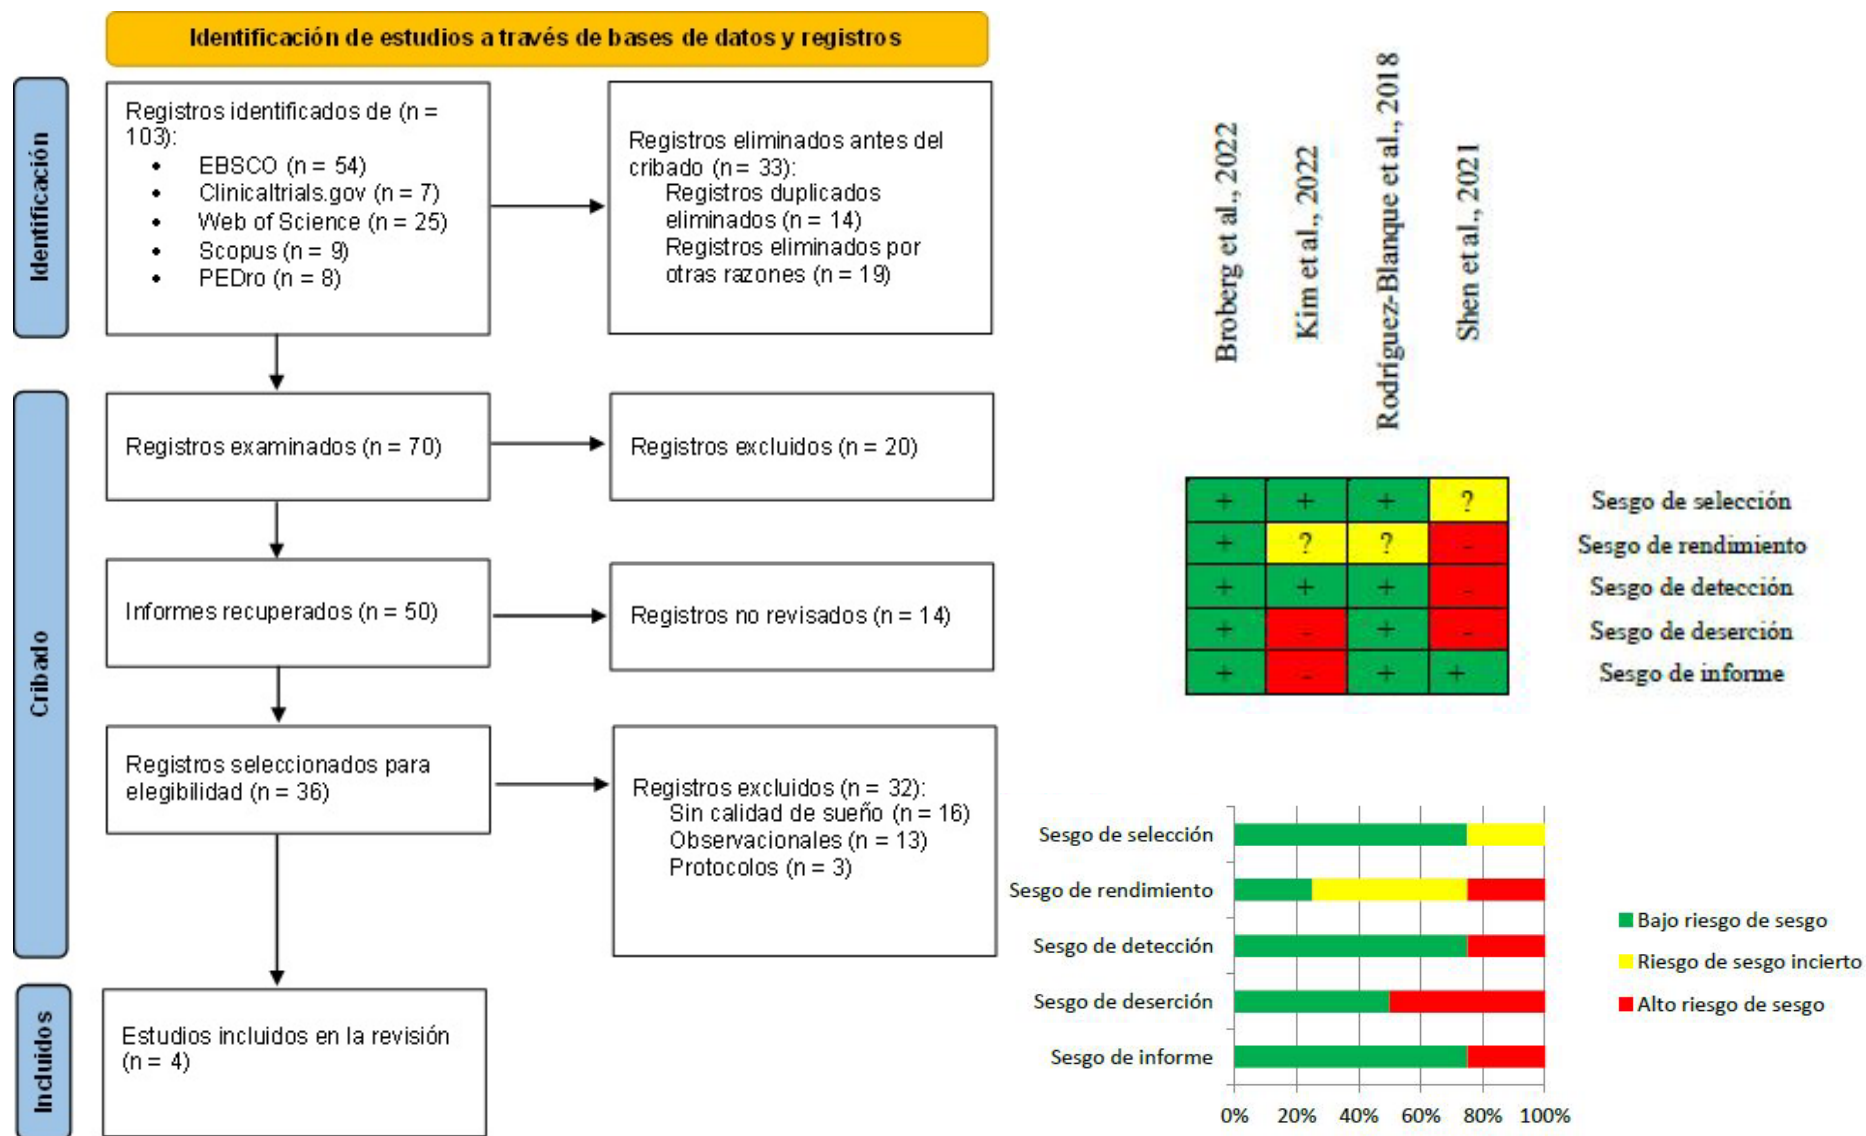 Identificación de estudios a través de bases de datos y registros
Identificación
Registros identificados de (n =
103):
• EBSCO (n = 54)
• Clinicaltrials.gov (n = 7)
• Web of Science (n = 25)
• Scopus (n = 9)
• PEDro (n = 8)
Registros eliminados antes del
cribado (n = 33):
Registros duplicados
eliminados (n = 14)
Registros eliminados por
otras razones (n = 19)
Cribado
Registros examinados (n = 70)
Registros excluidos (n = 20)
Informes recuperados (n = 50)
Registros no revisados (n = 14)
Registros seleccionados para
elegibilidad (n = 36)
Registros excluidos (n = 32):
Sin calidad de sueño (n = 16)
Observacionales (n = 13)
Protocolos (n = 3)
Incluidos
Estudios incluidos en la revisión
(n = 4)
Broberg et al., 2022
Kim et al., 2022
Rodríguez-Blanque et al., 2018
Shen et al., 2021
+ + + ? Sesgo de selección
+ ? ? - Sesgo de rendimiento
+ + + - Sesgo de detección
+ - + - Sesgo de deserción
+ - + + Sesgo de informe
Sesgo de selección
Sesgo de rendimiento
Sesgo de detección
Sesgo de deserción
Sesgo de informe
0% 20% 40% 60% 80% 100%
Bajo riesgo de sesgo
Riesgo de sesgo incierto
Alto riesgo de sesgo